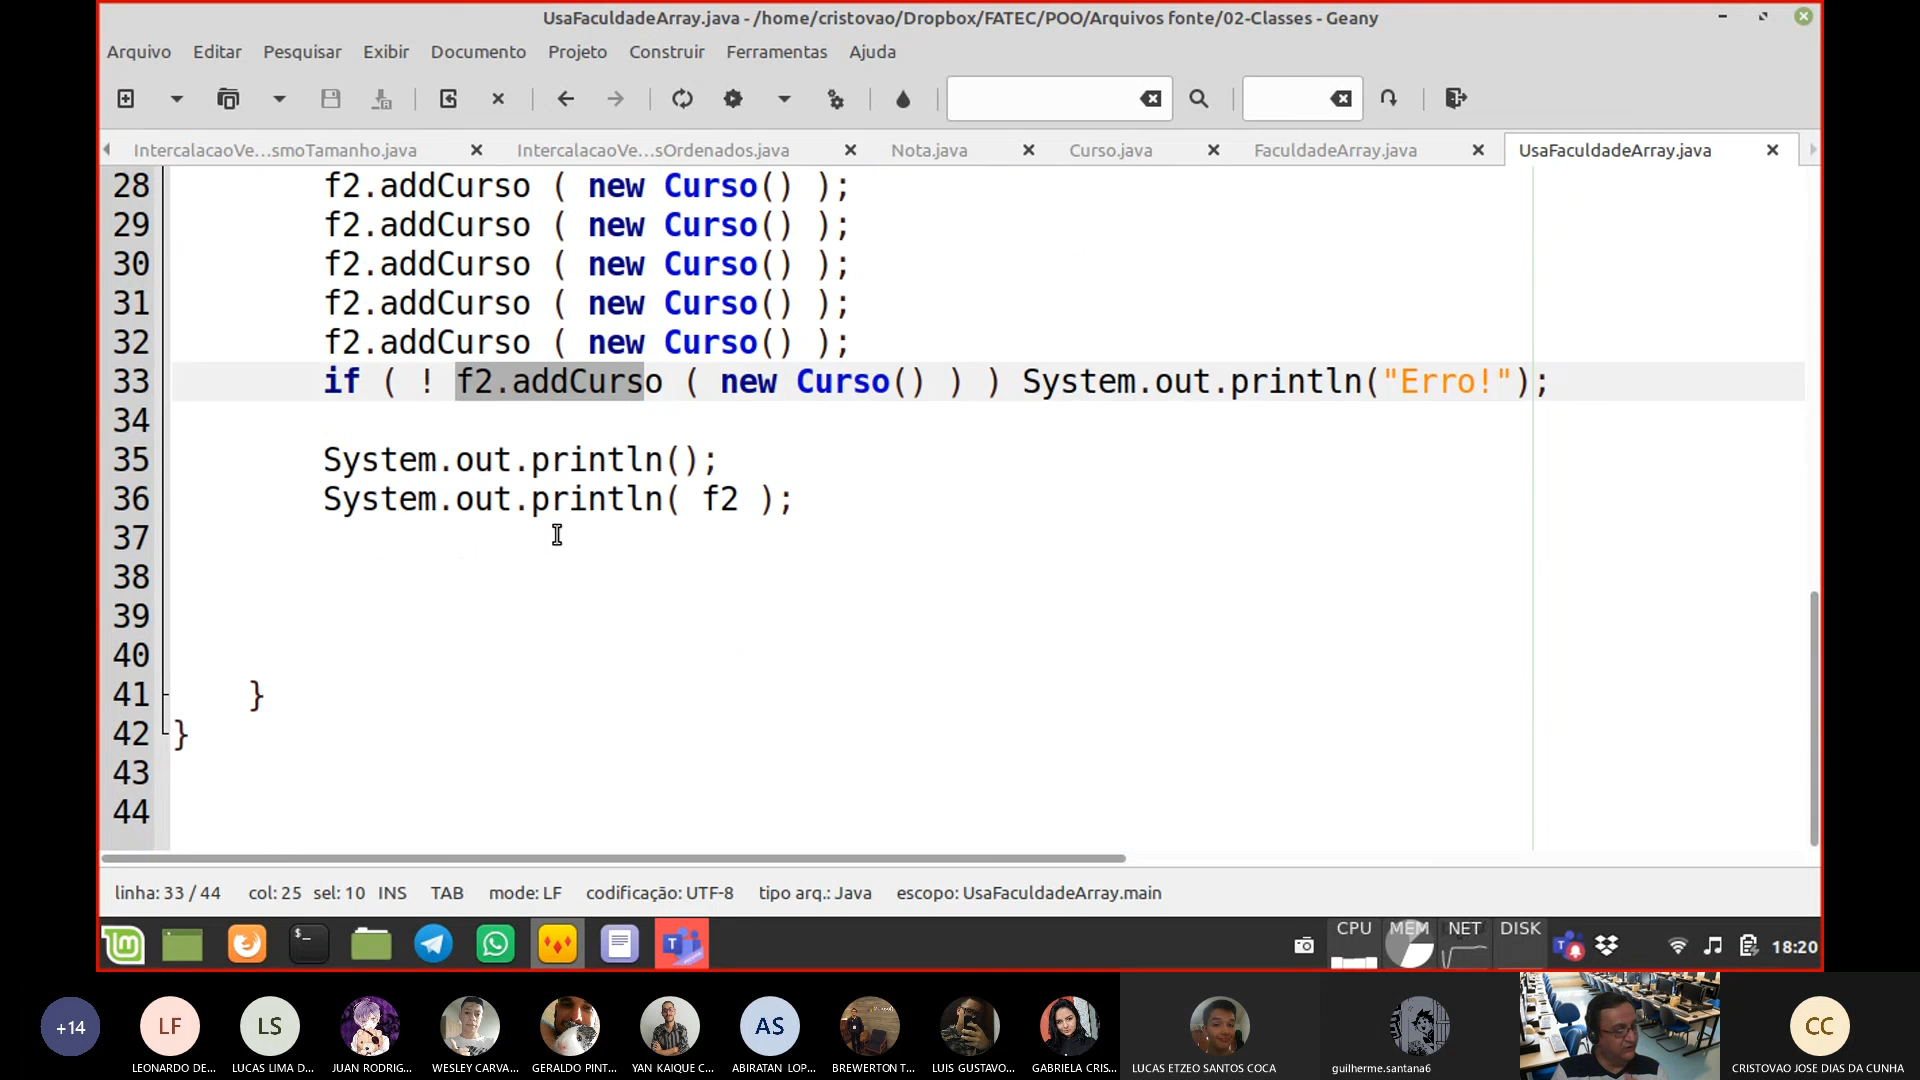 UsaFaculdadeArray.java - /home/cristovao/Dropbox/FATEC/POO/Arquivos fonte/02-Classes - Geany
Arquivo Editar Pesquisar Exibir Documento Projeto Construir Ferramentas Ajuda
IntercalacaoVe...smoTamanho.java IntercalacaoVe...sOrdenados.java Nota.java Curso.java FaculdadeArray.java UsaFaculdadeArray.java
28 f2.addCurso ( new Curso() );
29 f2.addCurso ( new Curso() );
30 f2.addCurso ( new Curso() );
31 f2.addCurso ( new Curso() );
32 f2.addCurso ( new Curso() );
33 if ( ! f2.addCurso ( new Curso() ) ) System.out.println("Erro!");
34
35 System.out.println();
36 System.out.println( f2 );
37
38
39
40
41 }
42 }
43
44
linha: 33 / 44 col: 25 sel: 10 INS TAB mode: LF codificação: UTF-8 tipo arq.: Java escopo: UsaFaculdadeArray.main
CPU MEM NET DISK 18:20
+14 LF LS AS CC
LEONARDO DE... LUCAS LIMA D... JUAN RODRIG... WESLEY CARVA... GERALDO PINT... YAN KAIQUE C... ABIRATAN LOP... BREWERTON T... LUIS GUSTAVO... GABRIELA CRIS... LUCAS ETZEO SANTOS COCA guilherme.santana6 CRISTOVAO JOSE DIAS DA CUNHA